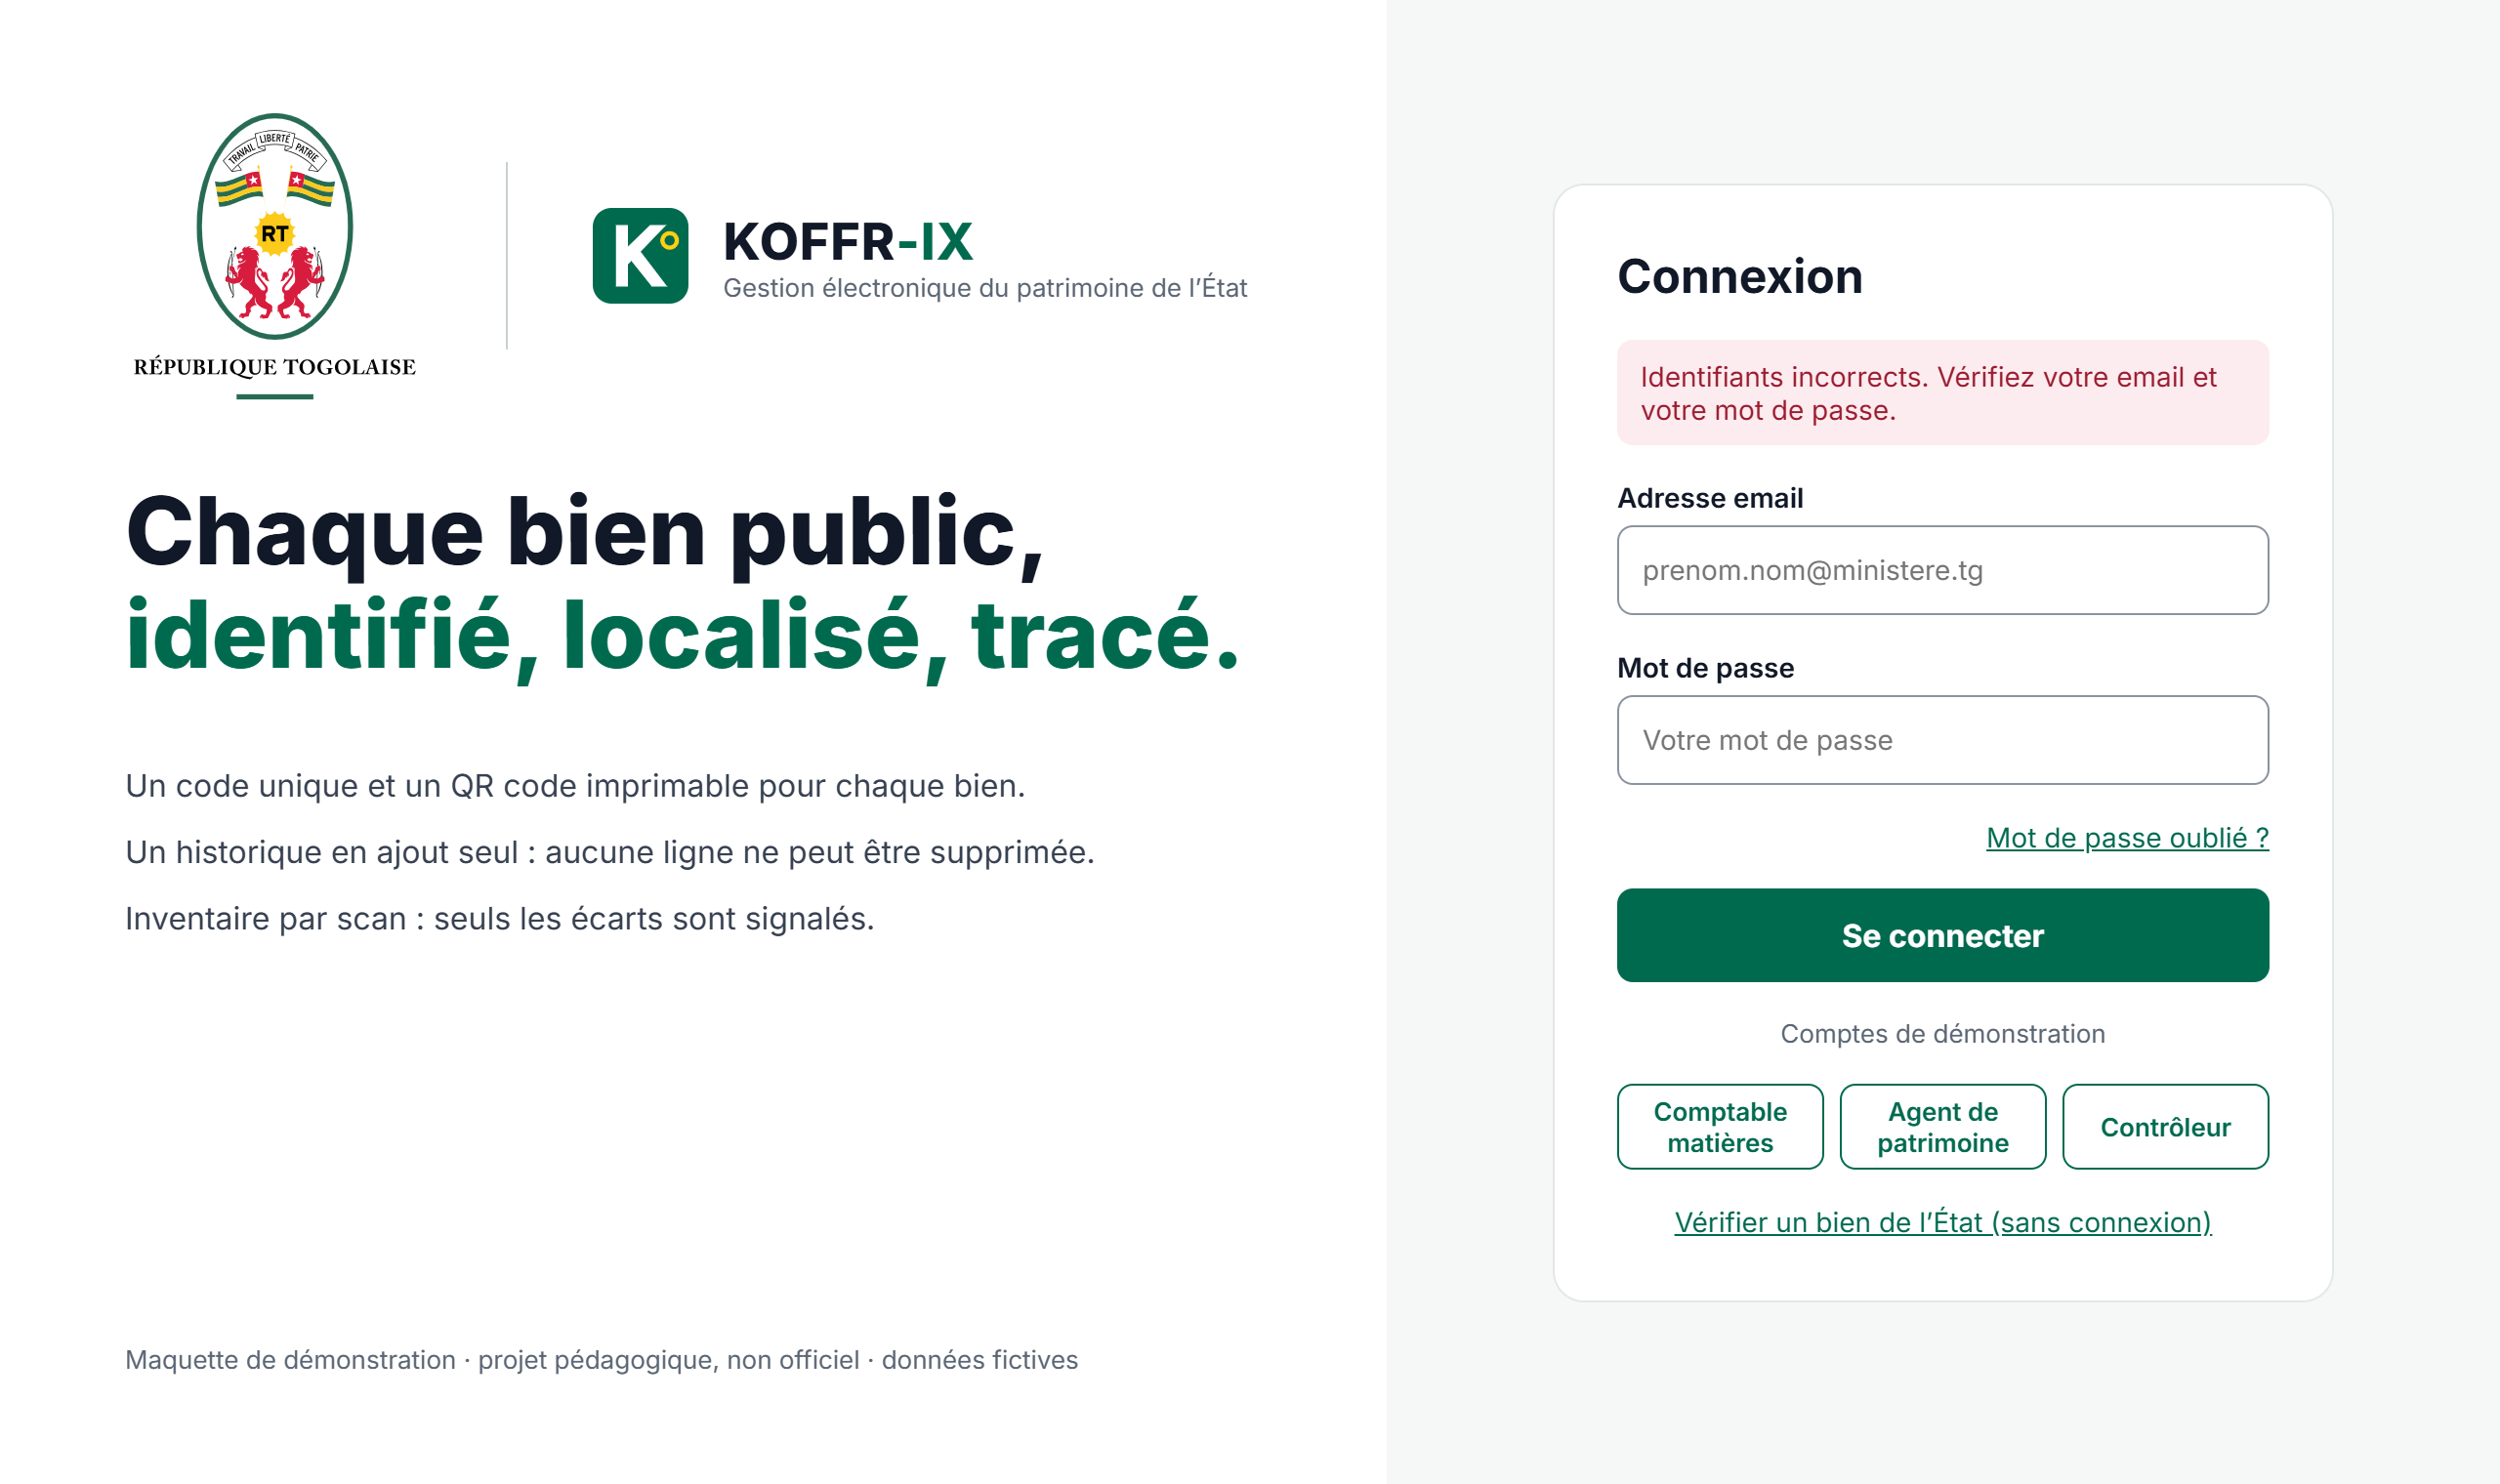 TRAVAIL LIBERTÉ PATRIE
RT
RÉPUBLIQUE TOGOLAISE
K
KOFFR-IX
Gestion électronique du patrimoine de l’État
Chaque bien public,
identifié, localisé, tracé.
Un code unique et un QR code imprimable pour chaque bien.
Un historique en ajout seul : aucune ligne ne peut être supprimée.
Inventaire par scan : seuls les écarts sont signalés.
Maquette de démonstration · projet pédagogique, non officiel · données fictives
Connexion
Identifiants incorrects. Vérifiez votre email et
votre mot de passe.
Adresse email
prenom.nom@ministere.tg
Mot de passe
Votre mot de passe
Mot de passe oublié ?
Se connecter
Comptes de démonstration
Comptable
matières
Agent de
patrimoine
Contrôleur
Vérifier un bien de l’État (sans connexion)